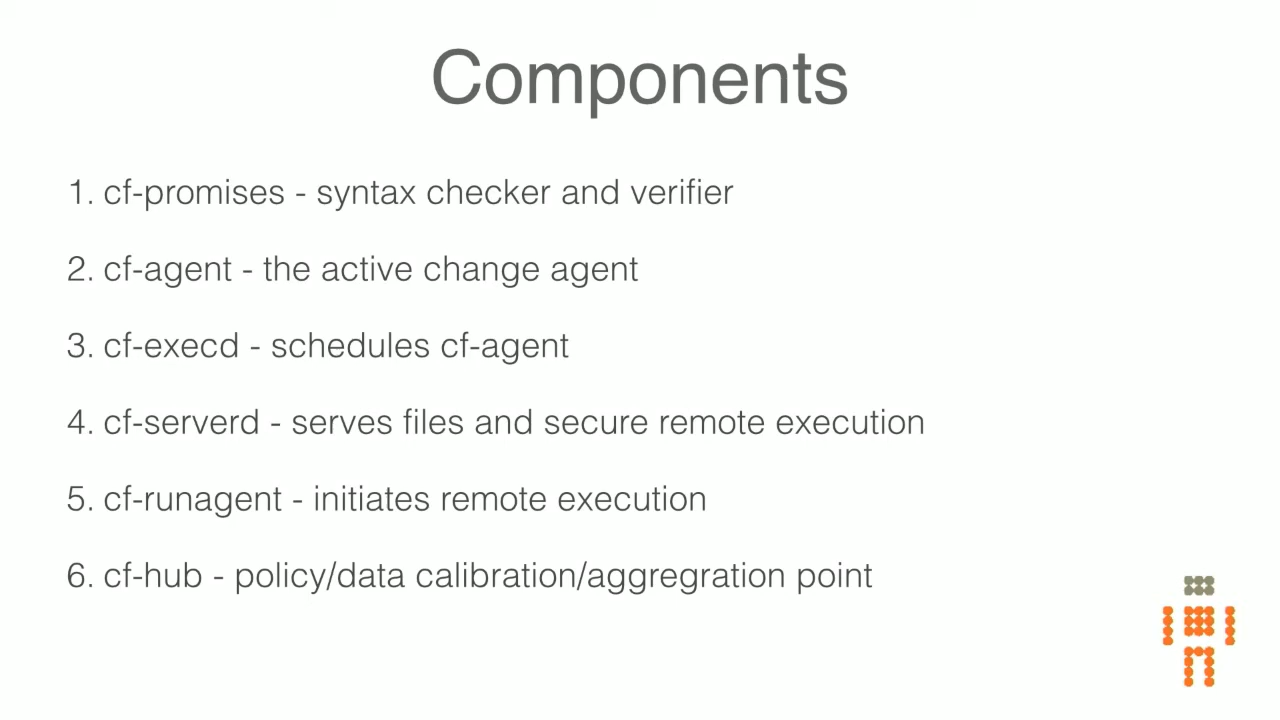 Components
1. cf-promises - syntax checker and verifier
2. cf-agent - the active change agent
3. cf-execd - schedules cf-agent
4. cf-serverd - serves files and secure remote execution
5. cf-runagent - initiates remote execution
6. cf-hub - policy/data calibration/aggregration point